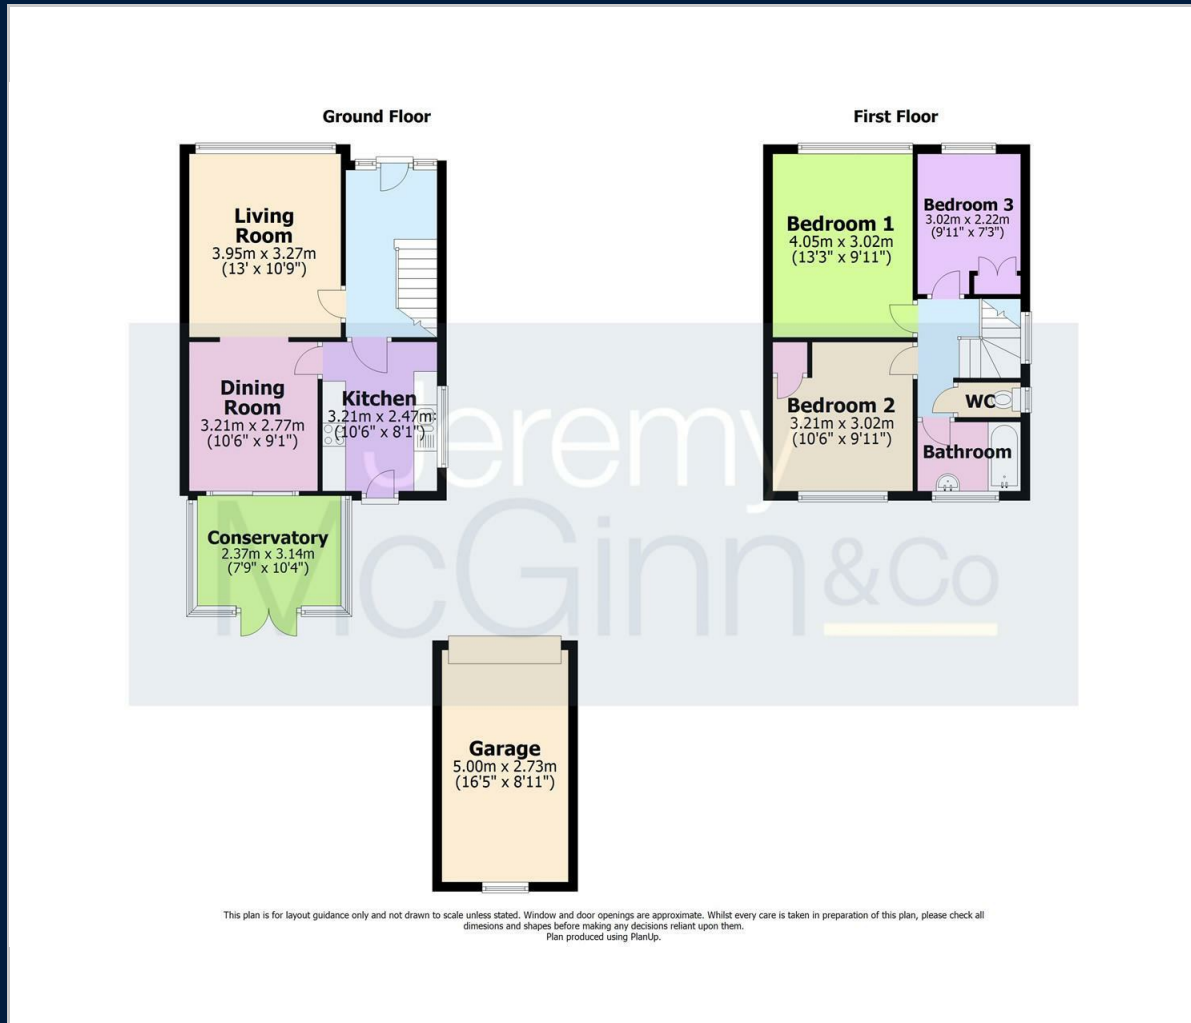 Ground Floor
Living
Room
3.95m x 3.27m
(13' x 10'9")
Dining
Room
3.21m x 2.77m
(10'6" x 9'1")
Kitchen
3.21m x 2.47m
(10'6" x 8'1")
Conservatory
2.37m x 3.14m
(7'9" x 10'4")
First Floor
Bedroom 1
4.05m x 3.02m
(13'3" x 9'11")
Bedroom 3
3.02m x 2.22m
(9'11" x 7'3")
Bedroom 2
3.21m x 3.02m
(10'6" x 9'11")
WC
Bathroom
Jeremy
McGinn & Co
Garage
5.00m x 2.73m
(16'5" x 8'11")
This plan is for layout guidance only and not drawn to scale unless stated. Window and door openings are approximate. Whilst every care is taken in preparation of this plan, please check all
dimesions and shapes before making any decisions reliant upon them.
Plan produced using PlanUp.